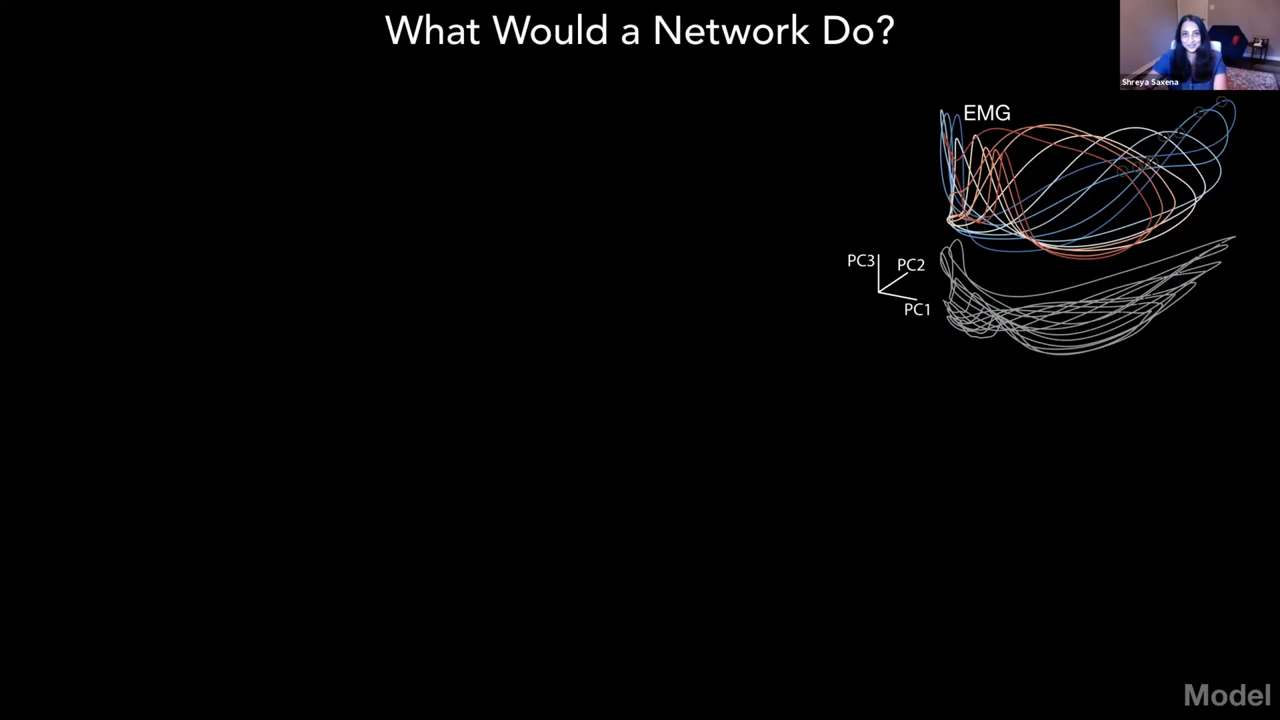 What Would a Network Do?
Shreya Saxena
EMG
PC3
PC2
PC1
Model